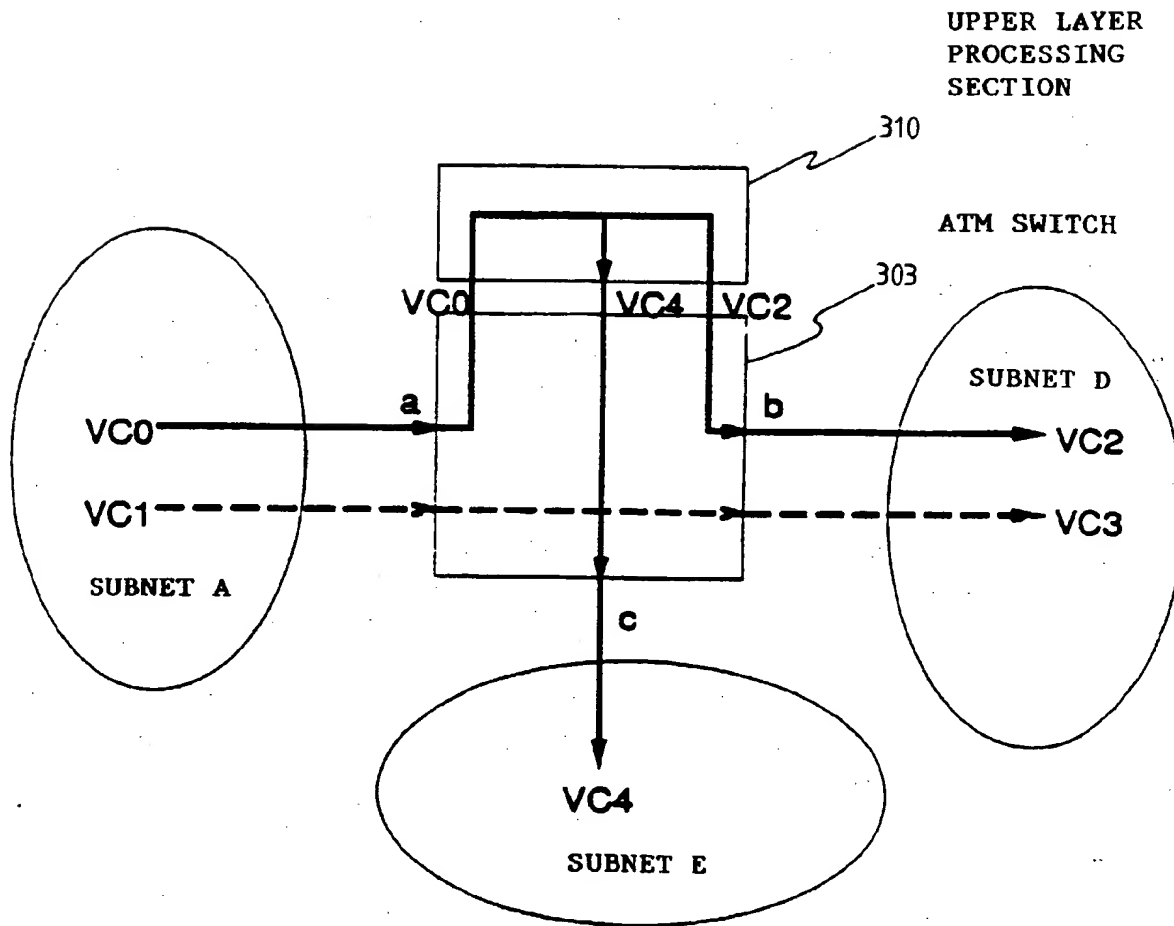 UPPER LAYER
PROCESSING
SECTION
310
ATM SWITCH
303
VC0
VC4
VC2
SUBNET D
a
b
VC0
VC2
VC1
VC3
SUBNET A
c
VC4
SUBNET E